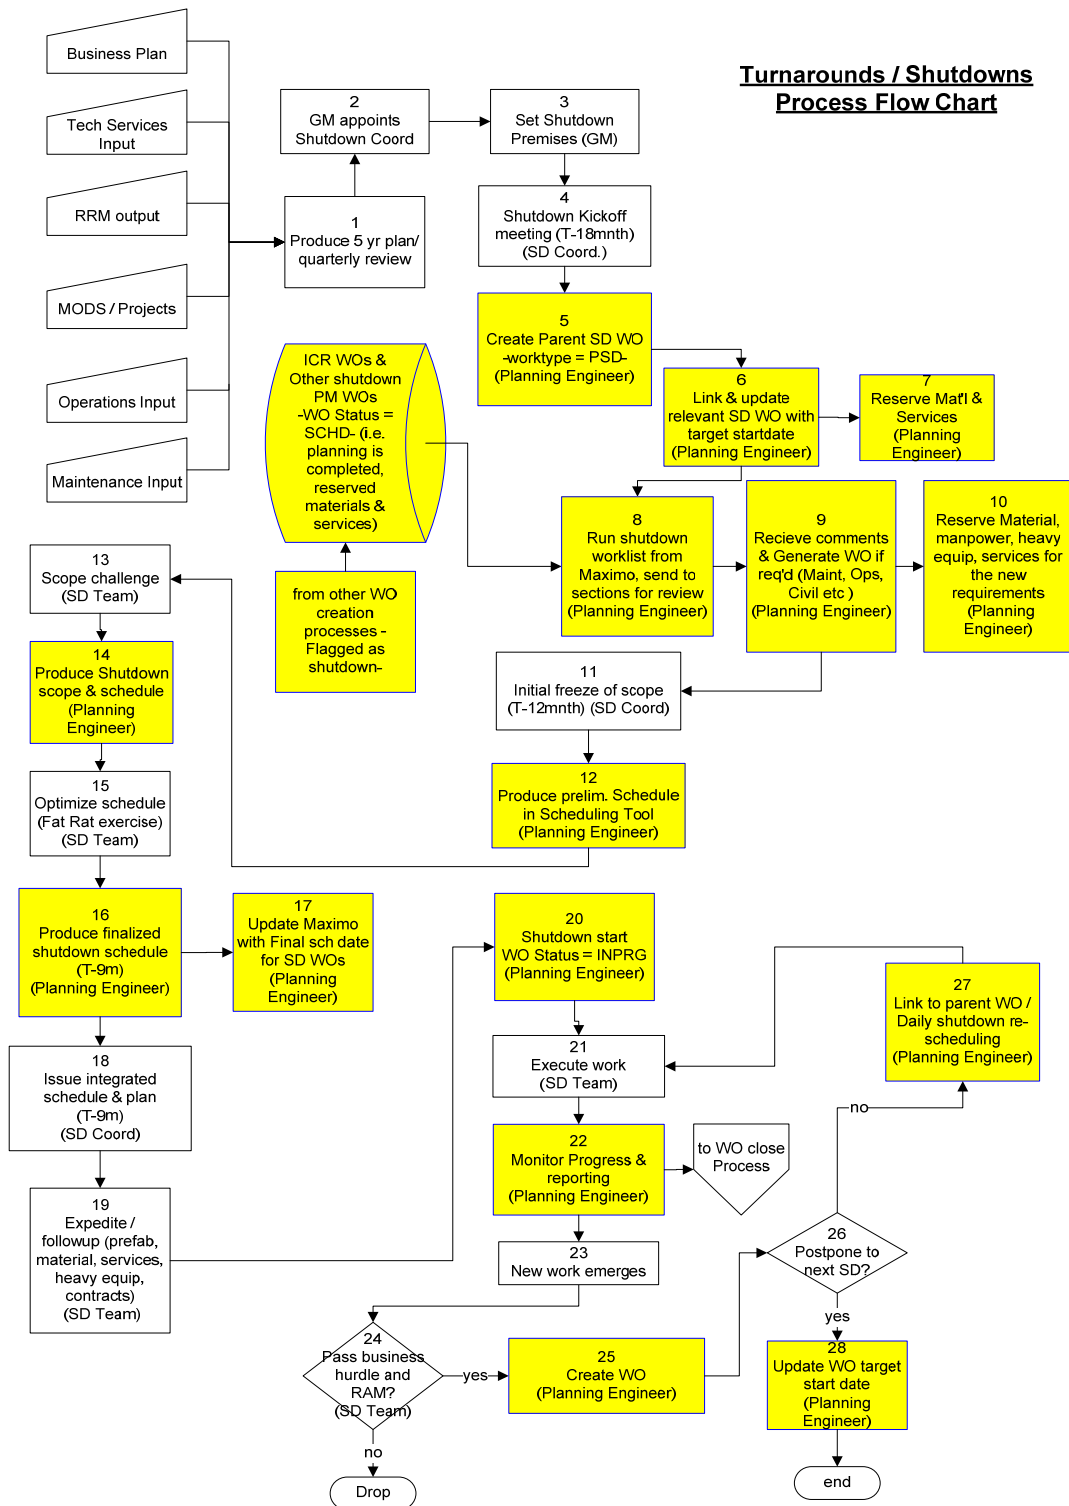 Turnarounds / Shutdowns
Process Flow Chart
Business Plan
Tech Services
Input
RRM output
MODS / Projects
Operations Input
Maintenance Input
1
Produce 5 yr plan/
quarterly review
2
GM appoints
Shutdown Coord
3
Set Shutdown
Premises (GM)
4
Shutdown Kickoff
meeting (T-18mnth)
(SD Coord.)
5
Create Parent SD WO
-worktype = PSD-
(Planning Engineer)
6
Link & update
relevant SD WO with
target startdate
(Planning Engineer)
7
Reserve Mat'l &
Services
(Planning
Engineer)
ICR WOs &
Other shutdown
PM WOs
-WO Status =
SCHD- (i.e.
planning is
completed,
reserved
materials &
services)
from other WO
creation
processes -
Flagged as
shutdown-
8
Run shutdown
worklist from
Maximo, send to
sections for review
(Planning Engineer)
9
Recieve comments
& Generate WO if
req'd (Maint, Ops,
Civil etc )
(Planning Engineer)
10
Reserve Material,
manpower, heavy
equip, services for
the new
requirements
(Planning
Engineer)
11
Initial freeze of scope
(T-12mnth) (SD Coord)
12
Produce prelim. Schedule
in Scheduling Tool
(Planning Engineer)
13
Scope challenge
(SD Team)
14
Produce Shutdown
scope & schedule
(Planning
Engineer)
15
Optimize schedule
(Fat Rat exercise)
(SD Team)
16
Produce finalized
shutdown schedule
(T-9m)
(Planning Engineer)
17
Update Maximo
with Final sch date
for SD WOs
(Planning
Engineer)
18
Issue integrated
schedule & plan
(T-9m)
(SD Coord)
19
Expedite /
followup (prefab,
material, services,
heavy equip,
contracts)
(SD Team)
20
Shutdown start
WO Status = INPRG
(Planning Engineer)
21
Execute work
(SD Team)
22
Monitor Progress &
reporting
(Planning Engineer)
to WO close
Process
23
New work emerges
24
Pass business
hurdle and
RAM?
(SD Team)
yes
no
Drop
25
Create WO
(Planning Engineer)
26
Postpone to
next SD?
no
yes
27
Link to parent WO /
Daily shutdown re-
scheduling
(Planning Engineer)
28
Update WO target
start date
(Planning
Engineer)
end